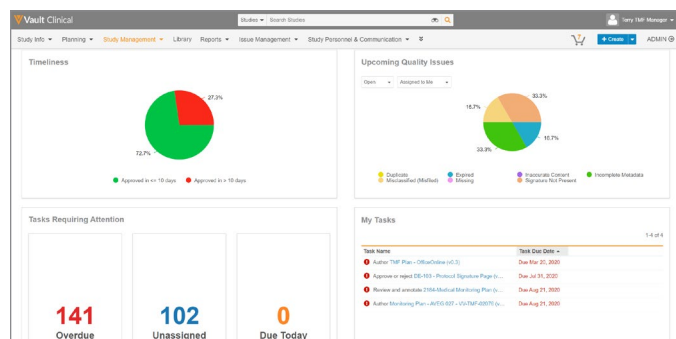 Vault Clinical
Studies
Search Studies
Terry TMF Manager
Study Info
Planning
Study Management
Library
Reports
Issue Management
Study Personnel & Communication
+ Create
ADMIN
Timeliness
27.3%
72.7%
Approved in <= 10 days
Approved in > 10 days
Upcoming Quality Issues
Open
Assigned to Me
16.7%
33.3%
33.3%
16.7%
Duplicate
Expired
Inaccurate Content
Incomplete Metadata
Misclassified (Misfiled)
Missing
Signature Not Present
Tasks Requiring Attention
141
Overdue
102
Unassigned
0
Due Today
My Tasks
1-4 of 4
Task Name
Task Due Date
Author TMF Plan - OfficeOnline (v0.3)
Due Mar 20, 2020
Approve or reject DB-103 - Protocol Signature Page (v...
Due Jul 31, 2020
Review and annotate 2164-Medical Monitoring Plan (v...
Due Aug 21, 2020
Author Monitoring Plan - AVEG-027 - VV-TMF-02075 (v...
Due Aug 21, 2020